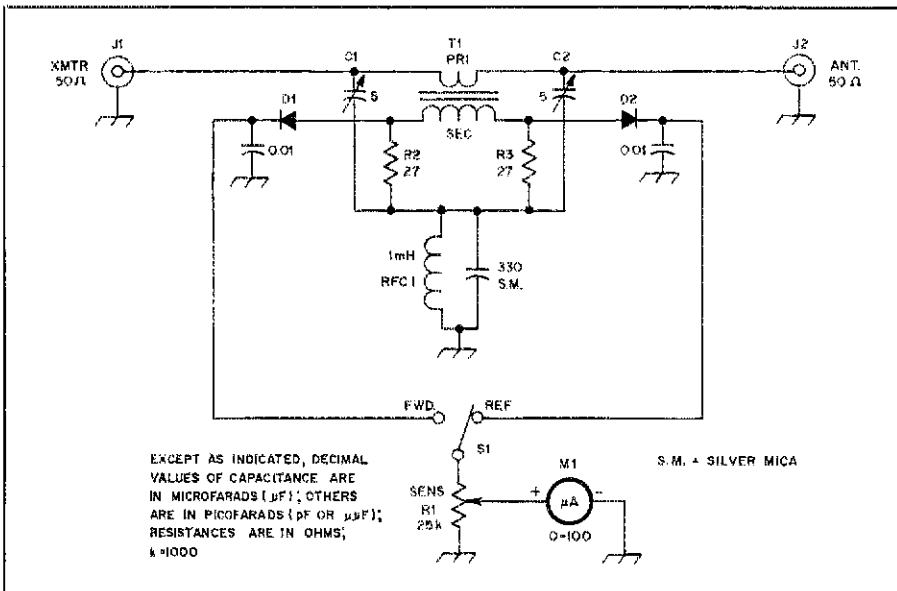 J1
XMTR
50Ω
C1
5
T1
PRI
SEC
C2
5
J2
ANT.
50Ω
D1
0.01
R2
27
R3
27
D2
0.01
1mH
RFC1
330
S.M.
FWD.
REF
S1
EXCEPT AS INDICATED, DECIMAL
VALUES OF CAPACITANCE ARE
IN MICROFARADS (µF); OTHERS
ARE IN PICOFARADS (pF OR µµF);
RESISTANCES ARE IN OHMS;
k=1000
SENS
R1
25k
M1
+
-
µA
0-100
S.M. = SILVER MICA